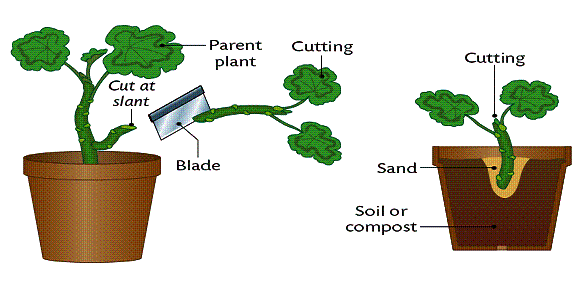 Parent
plant
Cut at
slant
Blade
Cutting
Cutting
Sand
Soil or
compost